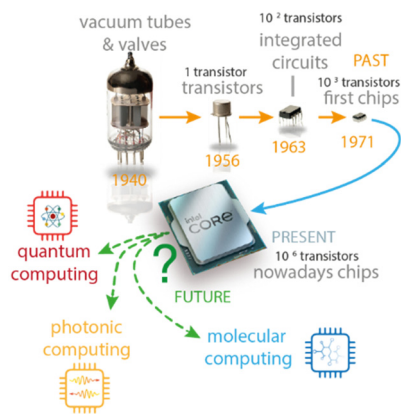 vacuum tubes
& valves
1940
1 transistor
transistors
1956
10 ² transistors
integrated
circuits
1963
PAST
10 ³ transistors
first chips
1971
intel
CORE
PRESENT
10 ⁶ transistors
nowadays chips
?
FUTURE
quantum
computing
photonic
computing
molecular
computing